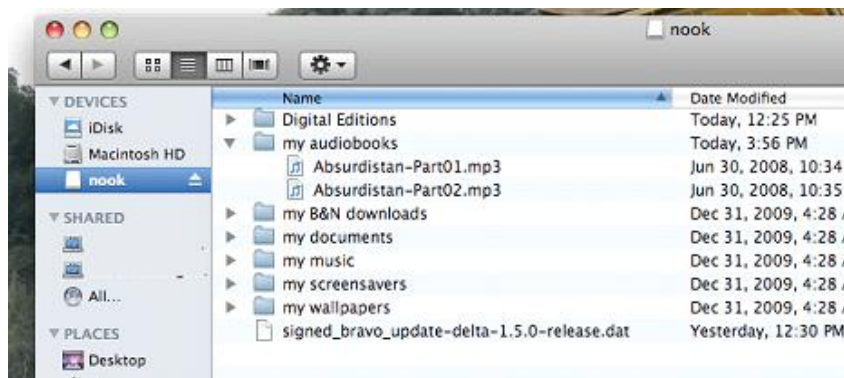 nook
Name Date Modified
DEVICES
iDisk
Macintosh HD
nook
SHARED
All...
PLACES
Desktop
Digital Editions Today, 12:25 PM
my audiobooks Today, 3:56 PM
Absurdistan-Part01.mp3 Jun 30, 2008, 10:34
Absurdistan-Part02.mp3 Jun 30, 2008, 10:35
my B&N downloads Dec 31, 2009, 4:28
my documents Dec 31, 2009, 4:28
my music Dec 31, 2009, 4:28
my screensavers Dec 31, 2009, 4:28
my wallpapers Dec 31, 2009, 4:28
signed_bravo_update-delta-1.5.0-release.dat Yesterday, 12:30 PM